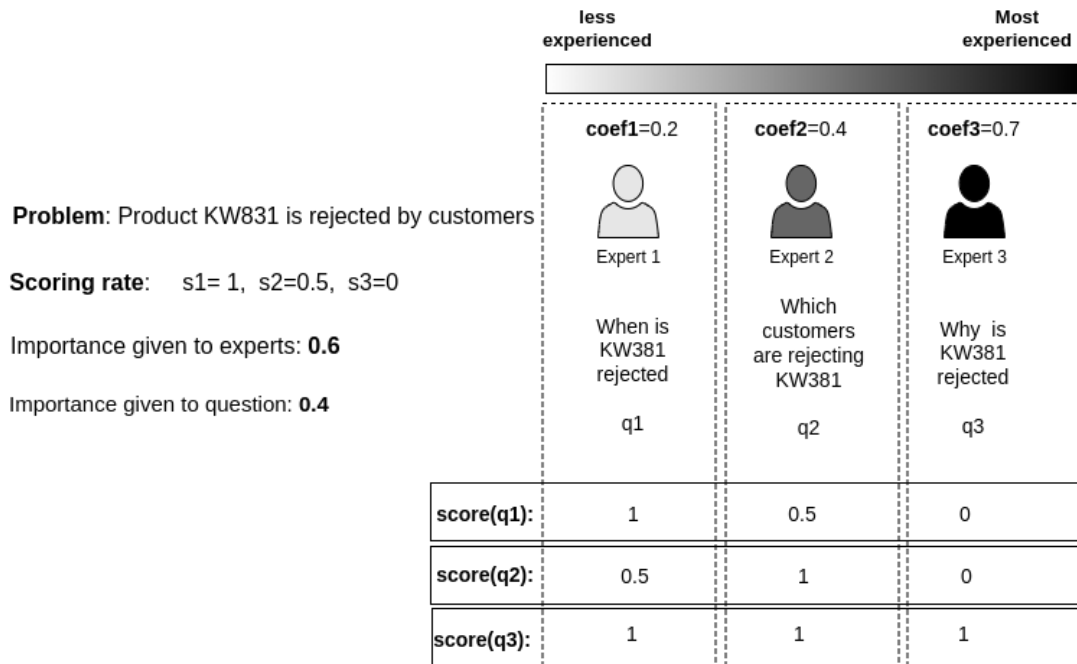 less
experienced
Most
experienced
coef1=0.2
coef2=0.4
coef3=0.7
Problem: Product KW831 is rejected by customers
Expert 1
Expert 2
Expert 3
Scoring rate: s1= 1, s2=0.5, s3=0
Importance given to experts: 0.6
Importance given to question: 0.4
When is
KW381
rejected
q1
Which
customers
are rejecting
KW381
q2
Why is
KW381
rejected
q3
score(q1): 1 0.5 0
score(q2): 0.5 1 0
score(q3): 1 1 1